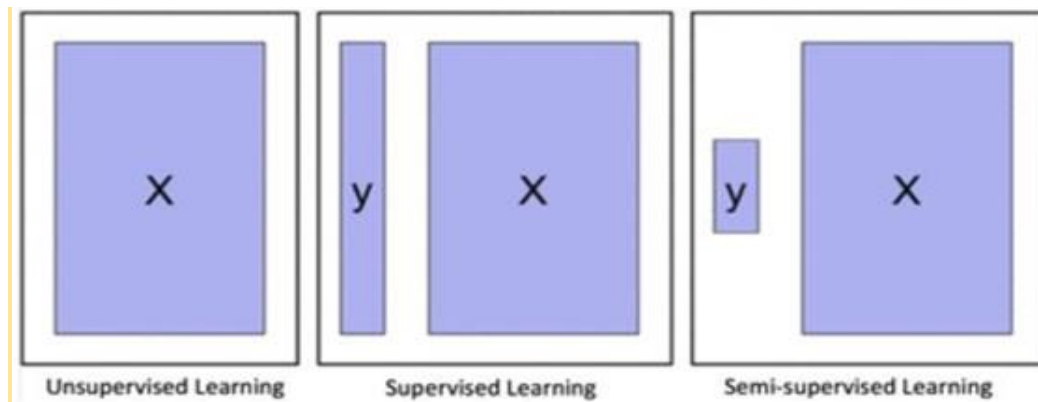 X
y
X
y
X
Unsupervised Learning
Supervised Learning
Semi-supervised Learning